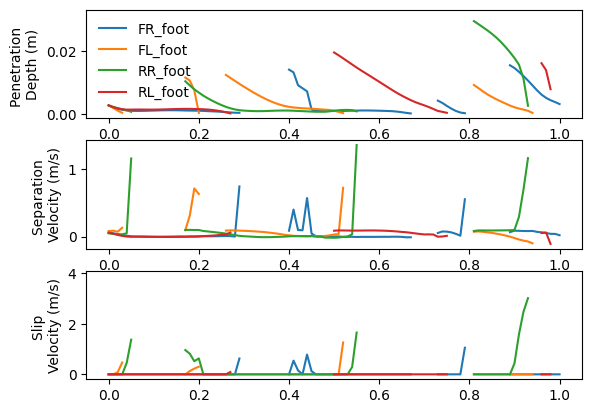 Penetration
Depth (m)
0.02
0.00
FR_foot
FL_foot
RR_foot
RL_foot
0.0 0.2 0.4 0.6 0.8 1.0
Separation
Velocity (m/s)
1
0
0.0 0.2 0.4 0.6 0.8 1.0
Slip
Velocity (m/s)
4
2
0
0.0 0.2 0.4 0.6 0.8 1.0